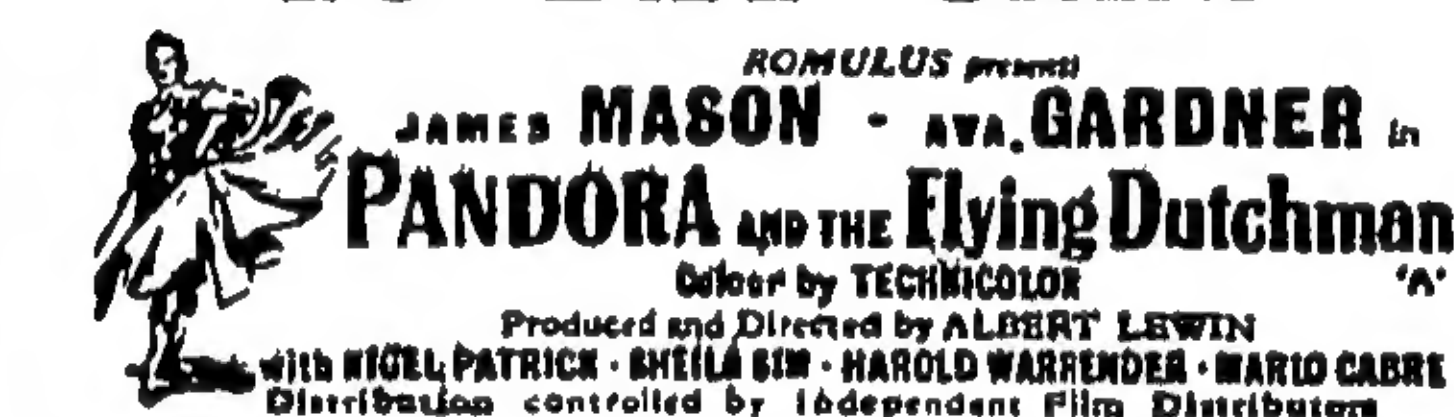 ROMULUS presents
JAMES MASON · AVA GARDNER in
PANDORA AND THE Flying Dutchman
Colour by TECHNICOLOR 'A'
Produced and Directed by ALBERT LEWIN
with NIGEL PATRICK · SHEILA SIM · HAROLD WARRENDER · MARIO CABRE
Distribution controlled by Independent Film Distributors